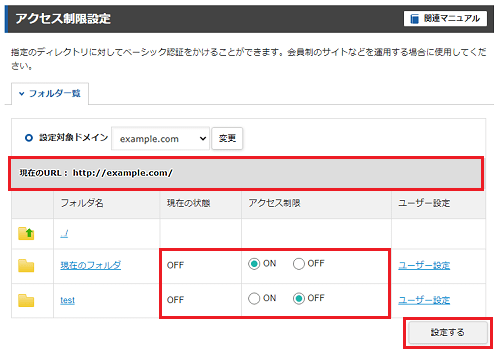 アクセス制限設定
関連マニュアル
指定のディレクトリに対してベーシック認証をかけることができます。会員制のサイトなどを運用する場合に使用してくだ
さい。
フォルダ一覧
設定対象ドメイン example.com 変更
現在のURL： http://example.com/
フォルダ名 現在の状態 アクセス制限 ユーザー設定
../
現在のフォルダ OFF ON OFF ユーザー設定
test OFF ON OFF ユーザー設定
設定する